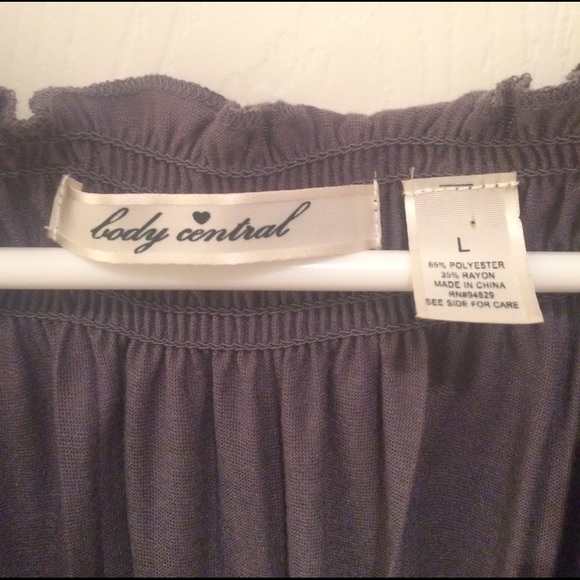 body central
L
65% POLYESTER
35% RAYON
MADE IN CHINA
RN#94829
SEE SIDE FOR CARE